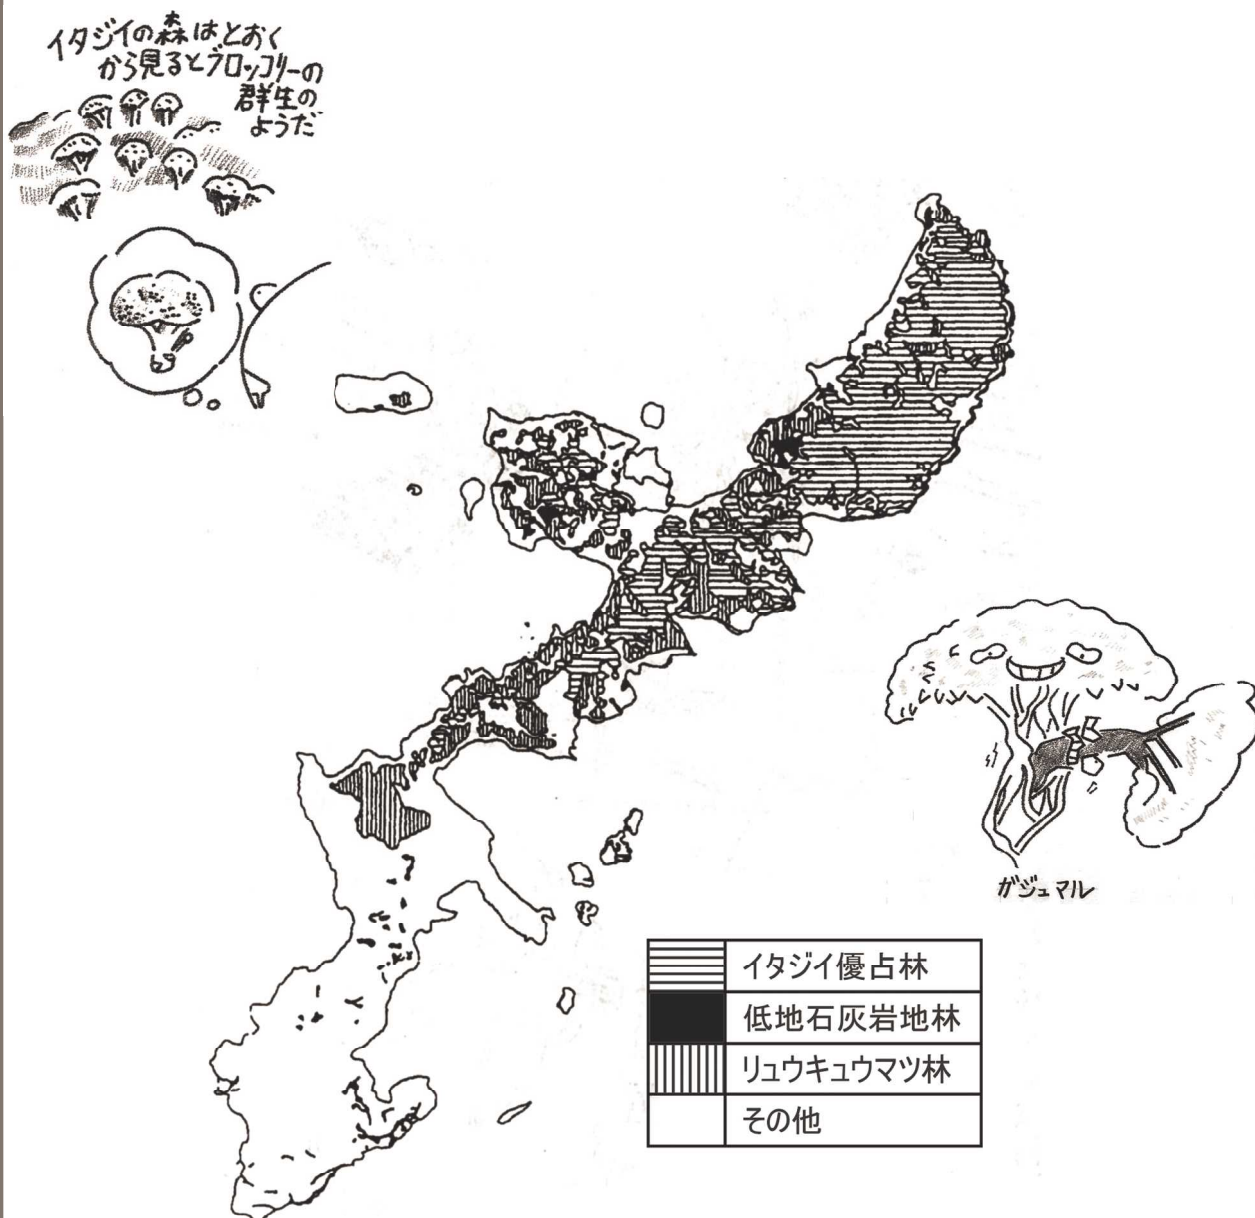 イタジイの森はとおく
から見るとブロッコリーの
群生の
ようだ
ガジュマル
イタジイ優占林
低地石灰岩地林
リュウキュウマツ林
その他